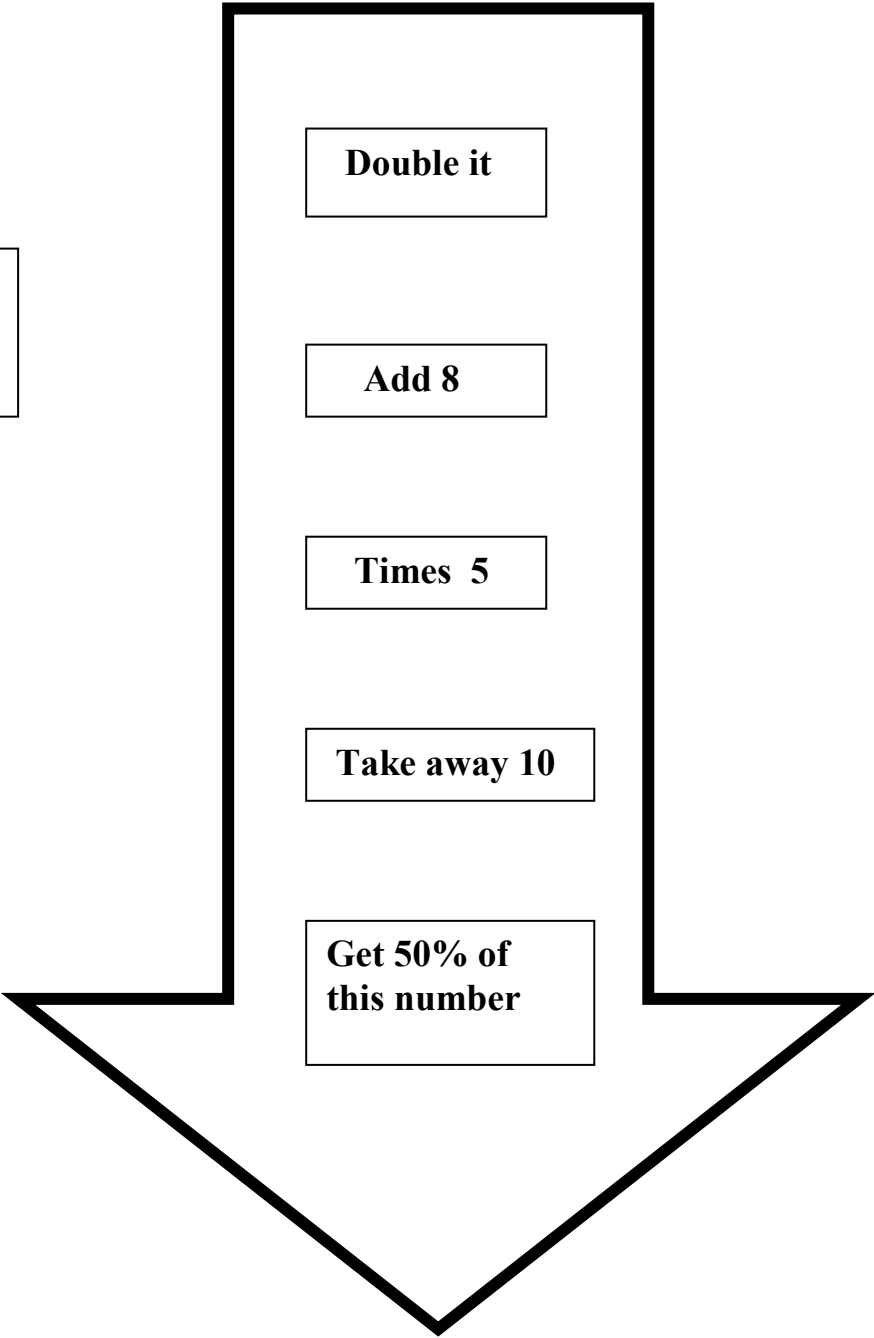 Double it
Add 8
Times 5
Take away 10
Get 50% of
this number